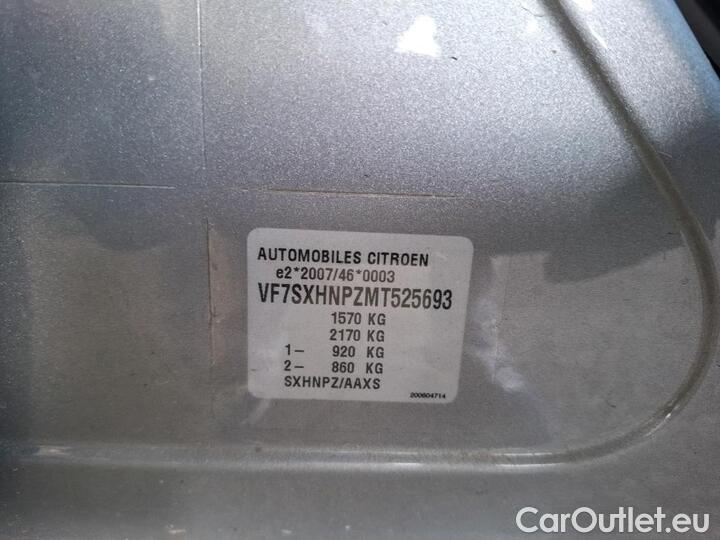 AUTOMOBILES CITROEN
e2*2007/46*0003
VF7SXHNPZMT525693
1570 KG
2170 KG
1- 920 KG
2- 860 KG
SXHNPZ/AAXS
200604714
CarOutlet.eu